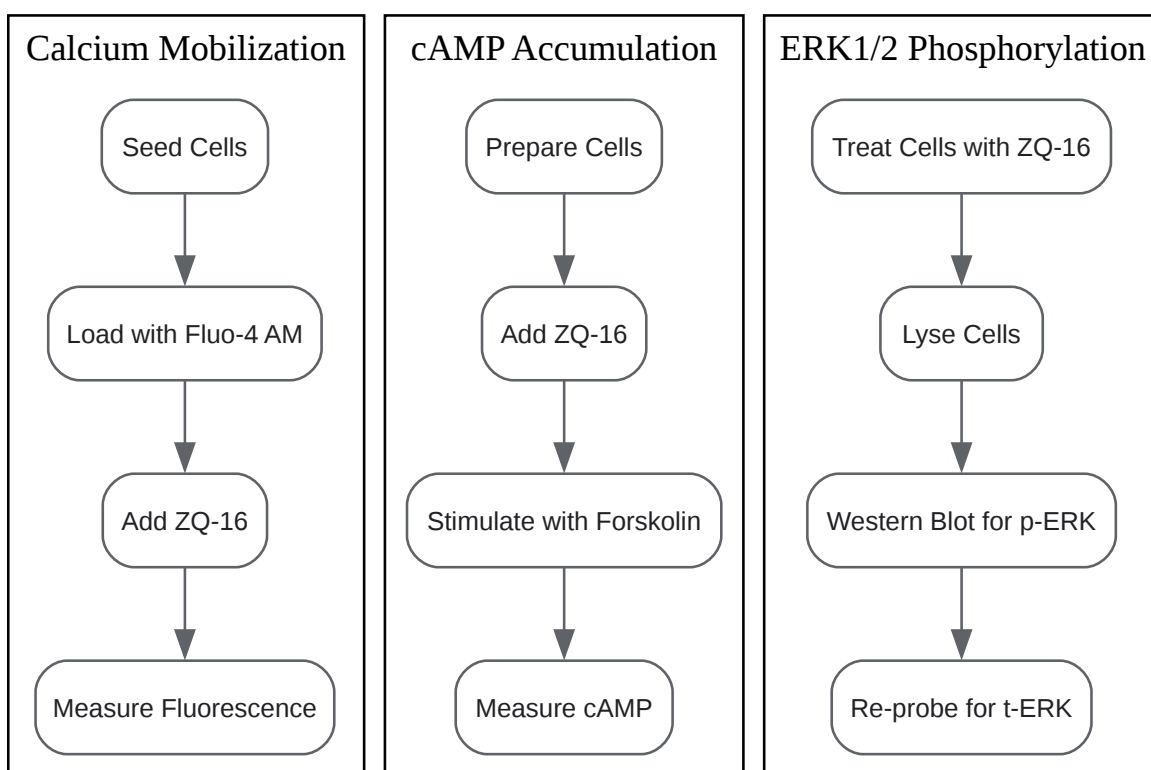 Calcium Mobilization
Seed Cells
Load with Fluo-4 AM
Add ZQ-16
Measure Fluorescence
cAMP Accumulation
Prepare Cells
Add ZQ-16
Stimulate with Forskolin
Measure cAMP
ERK1/2 Phosphorylation
Treat Cells with ZQ-16
Lyse Cells
Western Blot for p-ERK
Re-probe for t-ERK